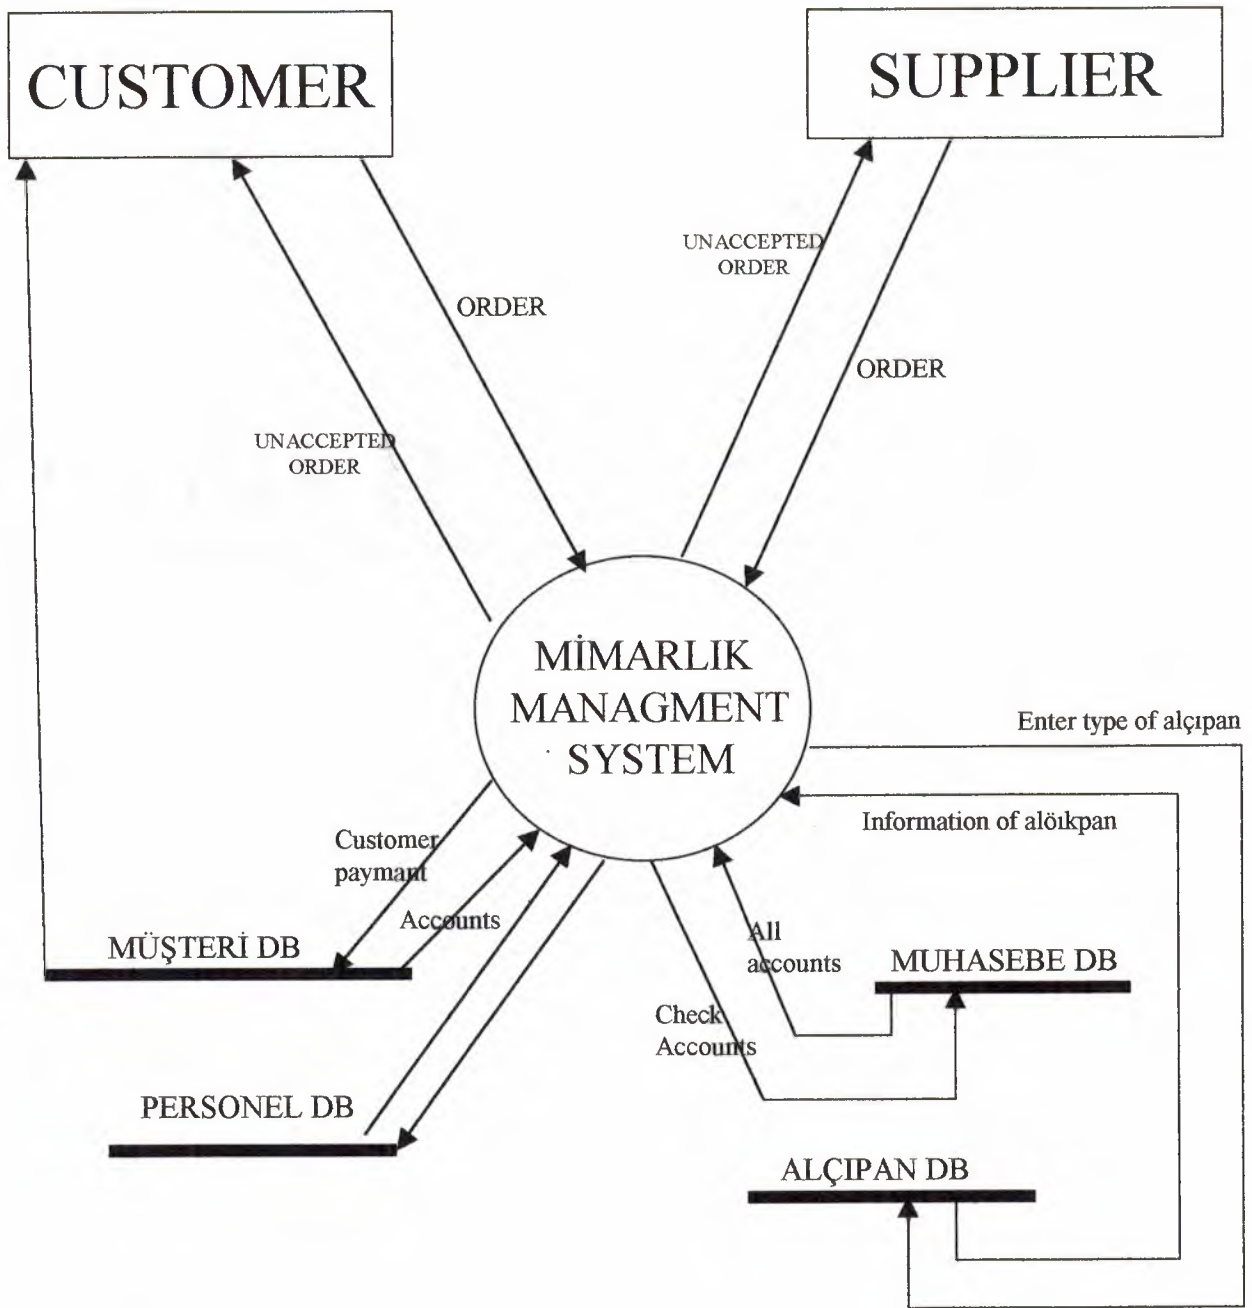 CUSTOMER
SUPPLIER
UNACCEPTED
ORDER
ORDER
ORDER
UNACCEPTED
ORDER
MİMARLIK
MANAGMENT
SYSTEM
Enter type of alçıpan
Information of alöıkpan
Customer
paymant
Accounts
MÜŞTERİ DB
All
accounts
MUHASEBE DB
Check
Accounts
PERSONEL DB
ALÇIPAN DB